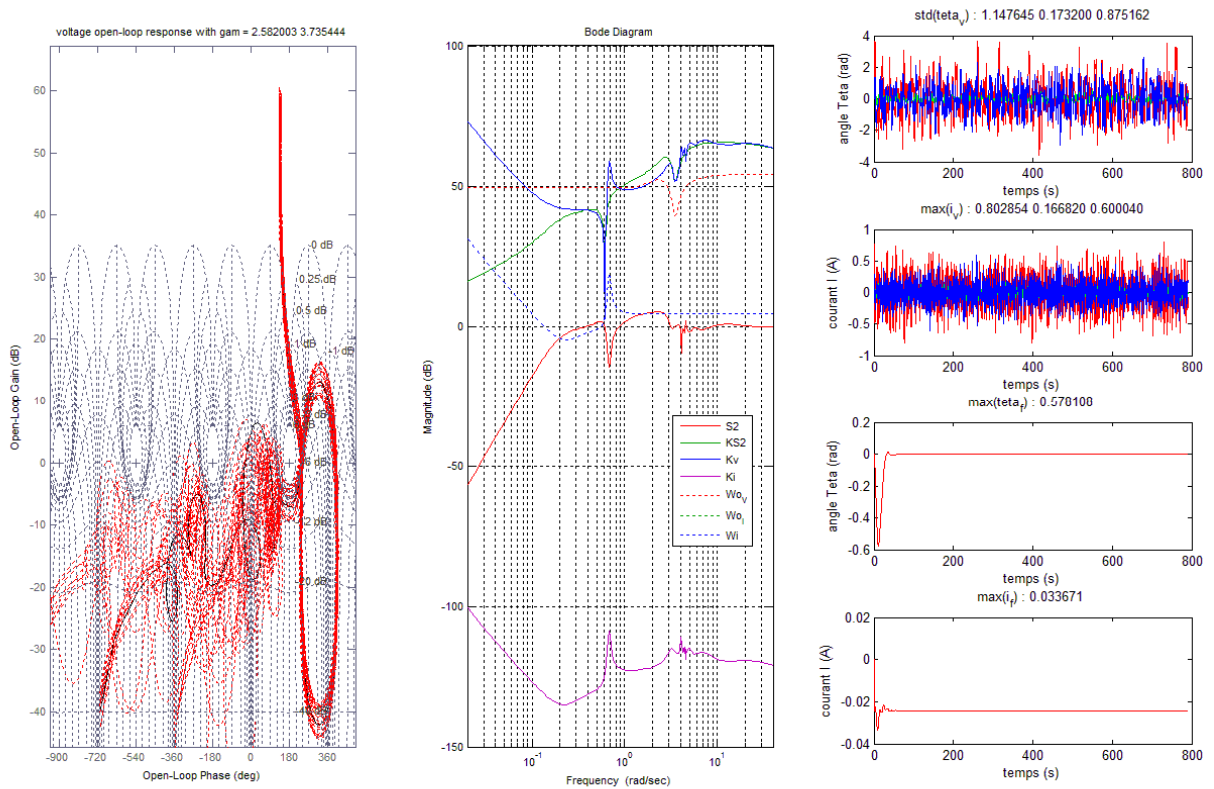 voltage open-loop response with gam = 2.582003 3.735444
Open-Loop Gain (dB)
60
50
40
30
20
10
0
-10
-20
-30
-40
0 dB
0.25 dB
0.5 dB
1 dB
-1 dB
-900 -720 -540 -360 -180 0 180 360
Open-Loop Phase (deg)
Bode Diagram
Magnitude (dB)
100
50
0
-50
-100
-150
S2
KS2
Kv
Ki
Wo_V
Wo_I
Wi
10^-1 10^0 10^1
Frequency (rad/sec)
std(teta_v) : 1.147645 0.173200 0.875162
angle Teta (rad)
4
2
0
-2
-4
0 200 400 600 800
temps (s)
max(i_v) : 0.802854 0.166820 0.600040
courant I (A)
1
0.5
0
-0.5
-1
0 200 400 600 800
temps (s)
max(teta_f) : 0.578108
angle Teta (rad)
0.2
0
-0.2
-0.4
-0.6
0 200 400 600 800
temps (s)
max(i_f) : 0.033671
courant I (A)
0.02
0
-0.02
-0.04
0 200 400 600 800
temps (s)